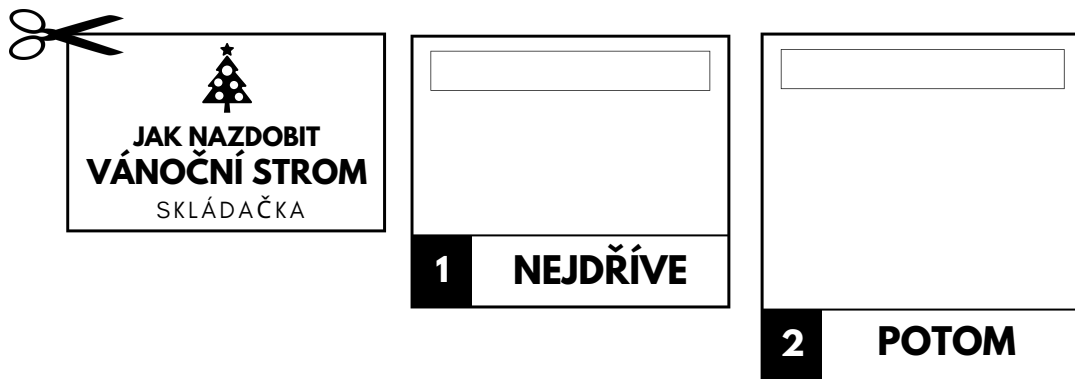 JAK NAZDOBIT
VÁNOČNÍ STROM
SKLÁDAČKA
1 NEJDŘÍVE
2 POTOM